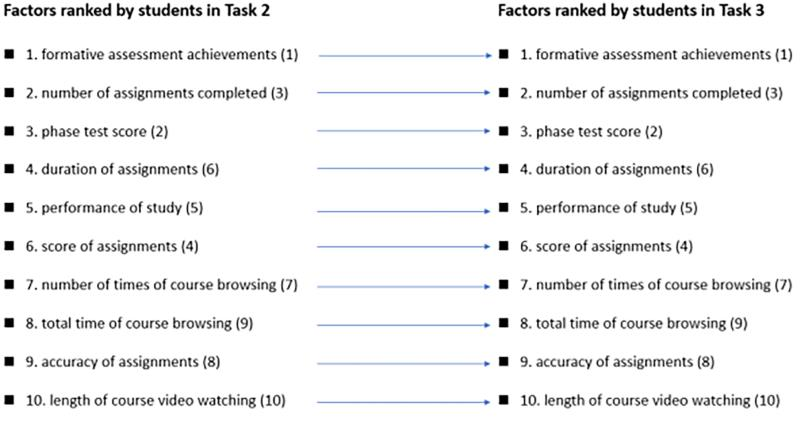 Factors ranked by students in Task 2
Factors ranked by students in Task 3
■ 1. formative assessment achievements (1)
■ 1. formative assessment achievements (1)
■ 2. number of assignments completed (3)
■ 2. number of assignments completed (3)
■ 3. phase test score (2)
■ 3. phase test score (2)
■ 4. duration of assignments (6)
■ 4. duration of assignments (6)
■ 5. performance of study (5)
■ 5. performance of study (5)
■ 6. score of assignments (4)
■ 6. score of assignments (4)
■ 7. number of times of course browsing (7)
■ 7. number of times of course browsing (7)
■ 8. total time of course browsing (9)
■ 8. total time of course browsing (9)
■ 9. accuracy of assignments (8)
■ 9. accuracy of assignments (8)
■ 10. length of course video watching (10)
■ 10. length of course video watching (10)